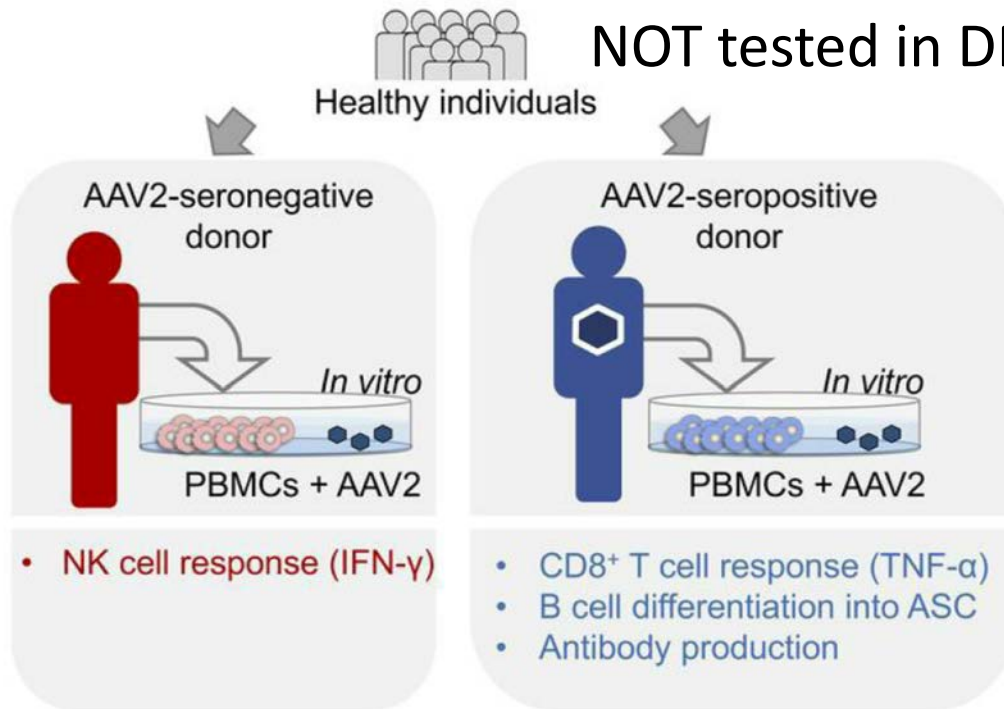 NOT tested in
Healthy individuals
AAV2-seronegative
donor
In vitro
PBMCs + AAV2
• NK cell response (IFN-γ)
AAV2-seropositive
donor
In vitro
PBMCs + AAV2
• CD8⁺ T cell response (TNF-α)
• B cell differentiation into ASC
• Antibody production